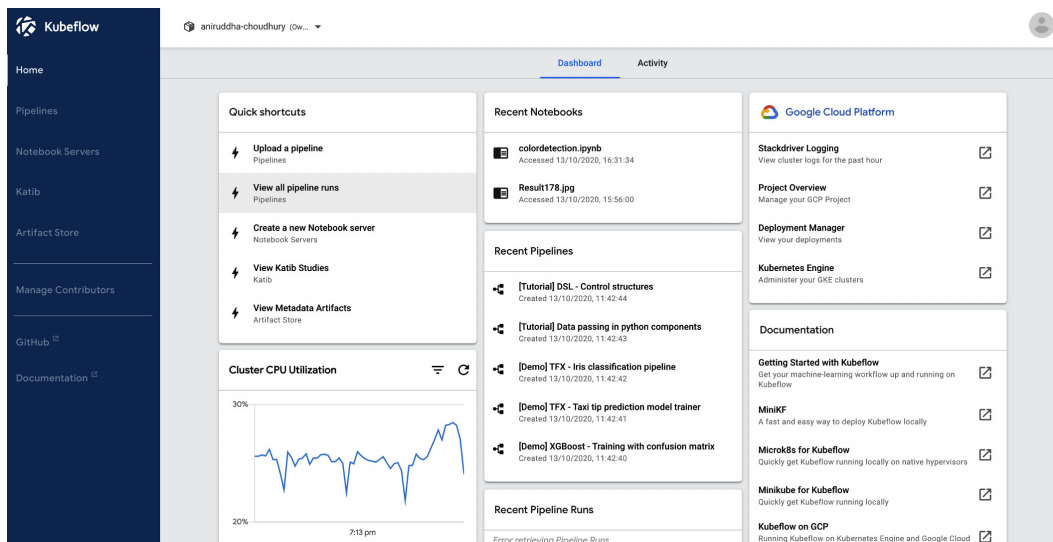 Kubeflow
aniruddha-choudhury (Ow...
Home
Pipelines
Notebook Servers
Katib
Artifact Store
Manage Contributors
GitHub
Documentation
Dashboard
Activity
Quick shortcuts
Upload a pipeline
Pipelines
View all pipeline runs
Pipelines
Create a new Notebook server
Notebook Servers
View Katib Studies
Katib
View Metadata Artifacts
Artifact Store
Cluster CPU Utilization
30%
20%
7:13 pm
Recent Notebooks
colordetection.ipynb
Accessed 13/10/2020, 16:31:34
Result178.jpg
Accessed 13/10/2020, 15:56:00
Recent Pipelines
[Tutorial] DSL - Control structures
Created 13/10/2020, 11:42:44
[Tutorial] Data passing in python components
Created 13/10/2020, 11:42:43
[Demo] TFX - Iris classification pipeline
Created 13/10/2020, 11:42:42
[Demo] TFX - Taxi tip prediction model trainer
Created 13/10/2020, 11:42:41
[Demo] XGBoost - Training with confusion matrix
Created 13/10/2020, 11:42:40
Recent Pipeline Runs
Error retrieving Pipeline Runs
Google Cloud Platform
Stackdriver Logging
View cluster logs for the past hour
Project Overview
Manage your GCP Project
Deployment Manager
View your deployments
Kubernetes Engine
Administer your GKE clusters
Documentation
Getting Started with Kubeflow
Get your machine-learning workflow up and running on
Kubeflow
MiniKF
A fast and easy way to deploy Kubeflow locally
Microk8s for Kubeflow
Quickly get Kubeflow running locally on native hypervisors
Minikube for Kubeflow
Quickly get Kubeflow running locally
Kubeflow on GCP
Running Kubeflow on Kubernetes Engine and Google Cloud